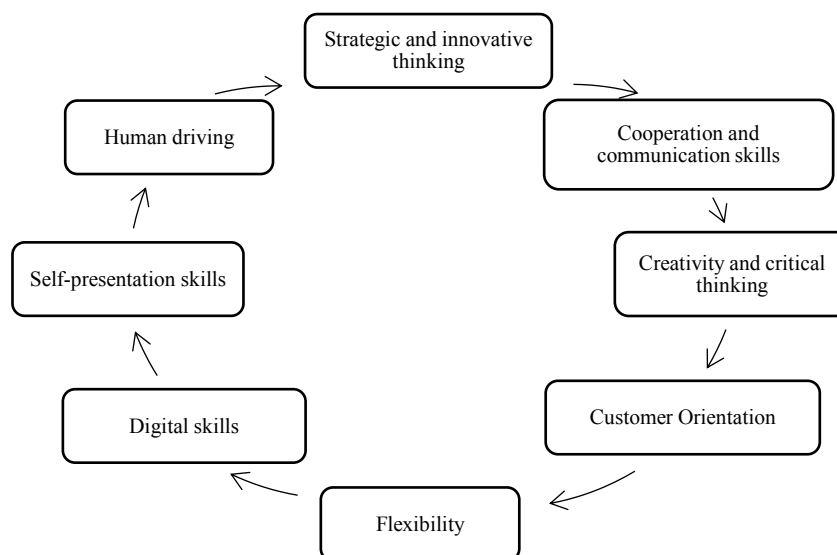 Strategic and innovative
thinking
Cooperation and
communication skills
Creativity and critical
thinking
Customer Orientation
Flexibility
Digital skills
Self-presentation skills
Human driving